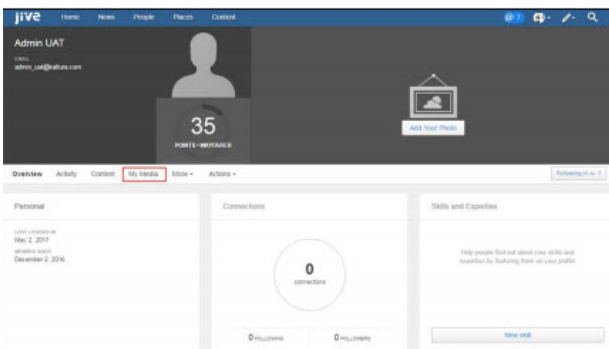 jive Home News People Places Content
Admin UAT
EMAIL
admin_uat@kaltura.com
35
POINTS - WAYFARER
Add Your Photo
Overview Activity Content My Media More Actions
Following in 1
Personal
LAST LOGGED IN
May 2, 2017
MEMBER SINCE
December 2, 2016
Connections
0
connections
0 FOLLOWING 0 FOLLOWERS
Skills and Expertise
Help people find out about your skills and
expertise by featuring them on your profile
New skill